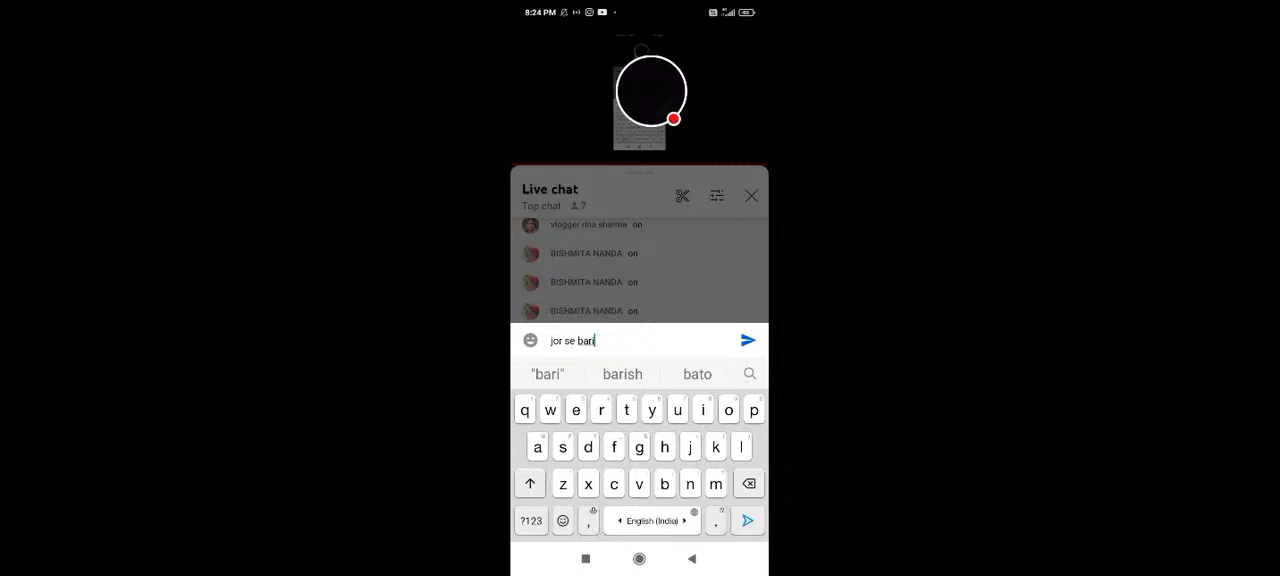 8:24 PM
Live chat
Top chat 7
vlogger rina sharma on
BISHMITA NANDA on
BISHMITA NANDA on
BISHMITA NANDA on
jor se bari
"bari" barish bato
q w e r t y u i o p
a s d f g h j k l
z x c v b n m
?123 , English (India) .